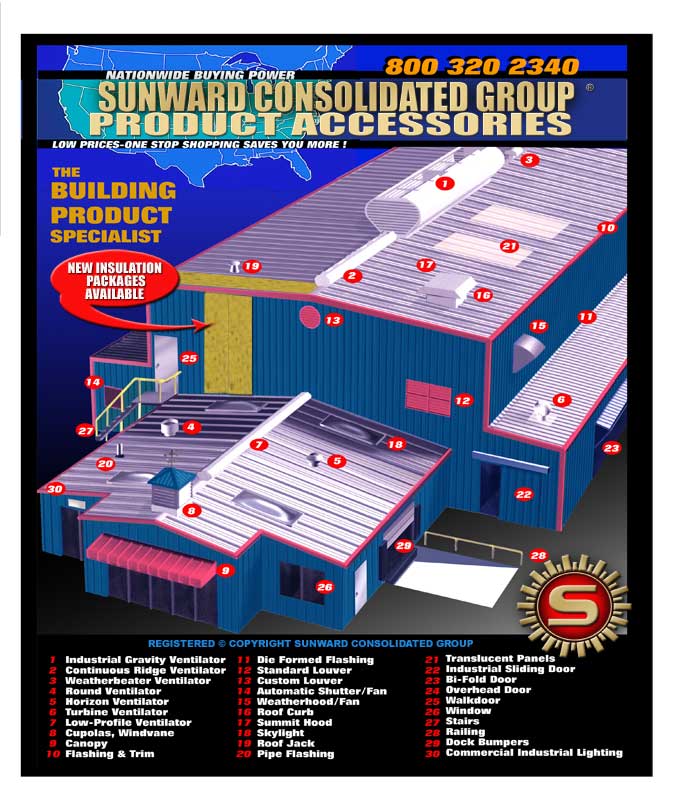 800 320 2340
NATIONWIDE BUYING POWER
SUNWARD CONSOLIDATED GROUP ®
PRODUCT ACCESSORIES
LOW PRICES-ONE STOP SHOPPING SAVES YOU MORE !
THE
BUILDING
PRODUCT
SPECIALIST
NEW INSULATION
PACKAGES
AVAILABLE
3
1
10
21
19
17
2
16
11
13
15
25
14
12
6
4
27
7
18
23
20
5
30
22
8
29
28
9
26
S
REGISTERED © COPYRIGHT SUNWARD CONSOLIDATED GROUP
1 Industrial Gravity Ventilator
2 Continuous Ridge Ventilator
3 Weatherbeater Ventilator
4 Round Ventilator
5 Horizon Ventilator
6 Turbine Ventilator
7 Low-Profile Ventilator
8 Cupolas, Windvane
9 Canopy
10 Flashing & Trim
11 Die Formed Flashing
12 Standard Louver
13 Custom Louver
14 Automatic Shutter/Fan
15 Weatherhood/Fan
16 Roof Curb
17 Summit Hood
18 Skylight
19 Roof Jack
20 Pipe Flashing
21 Translucent Panels
22 Industrial Sliding Door
23 Bi-Fold Door
24 Overhead Door
25 Walkdoor
26 Window
27 Stairs
28 Railing
29 Dock Bumpers
30 Commercial Industrial Lighting